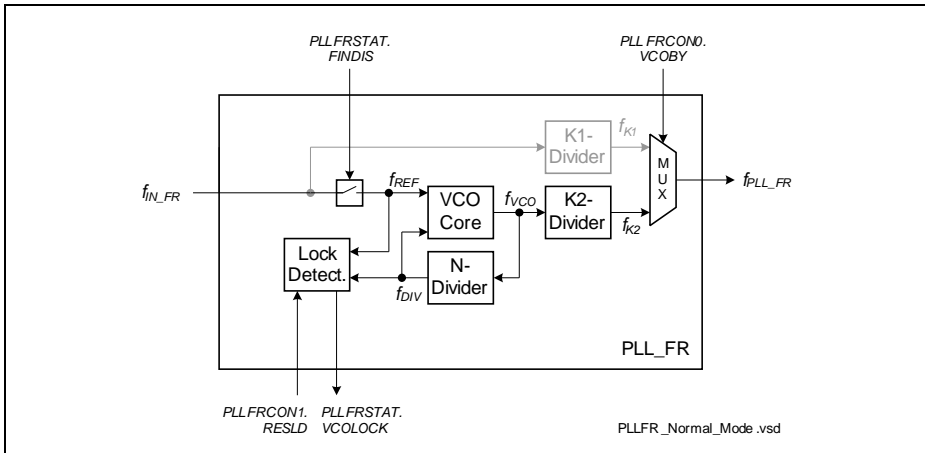 PLLFRSTAT.
FINDIS
PLLFRCON0.
VCOBY
K1-
Divider
fK1
MUX
fIN_FR
fREF
VCO
Core
fVCO
K2-
Divider
fK2
fPLL_FR
Lock
Detect.
fDIV
N-
Divider
PLL_FR
PLLFRCON1.
RESLD
PLLFRSTAT.
VCOLOCK
PLLFR_Normal_Mode.vsd